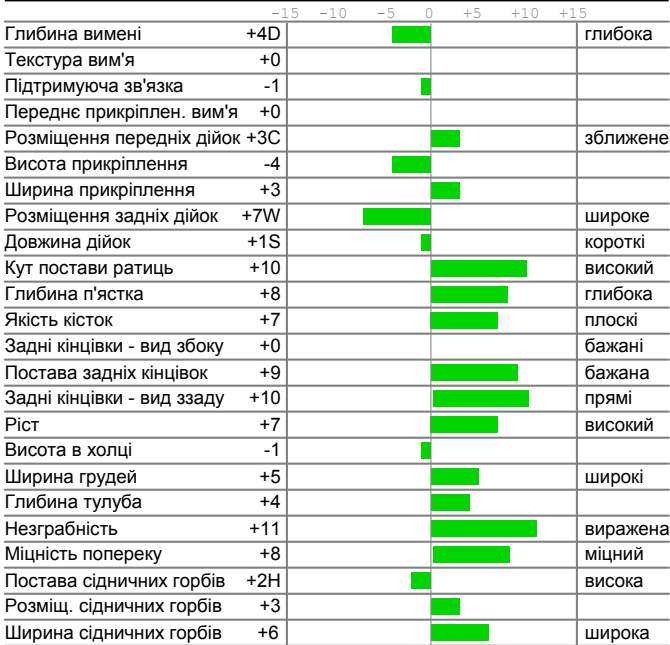 -15 -10 -5 0 +5 +10 +15
Глибина вимені +4D глибока
Текстура вим'я +0
Підтримуюча зв'язка -1
Переднє прикріплен. вим'я +0
Розміщення передніх дійок +3C зближене
Висота прикріплення -4
Ширина прикріплення +3
Розміщення задніх дійок +7W широке
Довжина дійок +1S короткі
Кут постави ратиць +10 високий
Глибина п'ястка +8 глибока
Якість кісток +7 плоскі
Задні кінцівки - вид збоку +0 бажані
Постава задніх кінцівок +9 бажана
Задні кінцівки - вид ззаду +10 прямі
Ріст +7 високий
Висота в холці -1
Ширина грудей +5 широкі
Глибина тулуба +4
Незграбність +11 виражена
Міцність попереку +8 міцний
Постава сідничних горбів +2H висока
Розміщ. сідничних горбів +3
Ширина сідничних горбів +6 широка